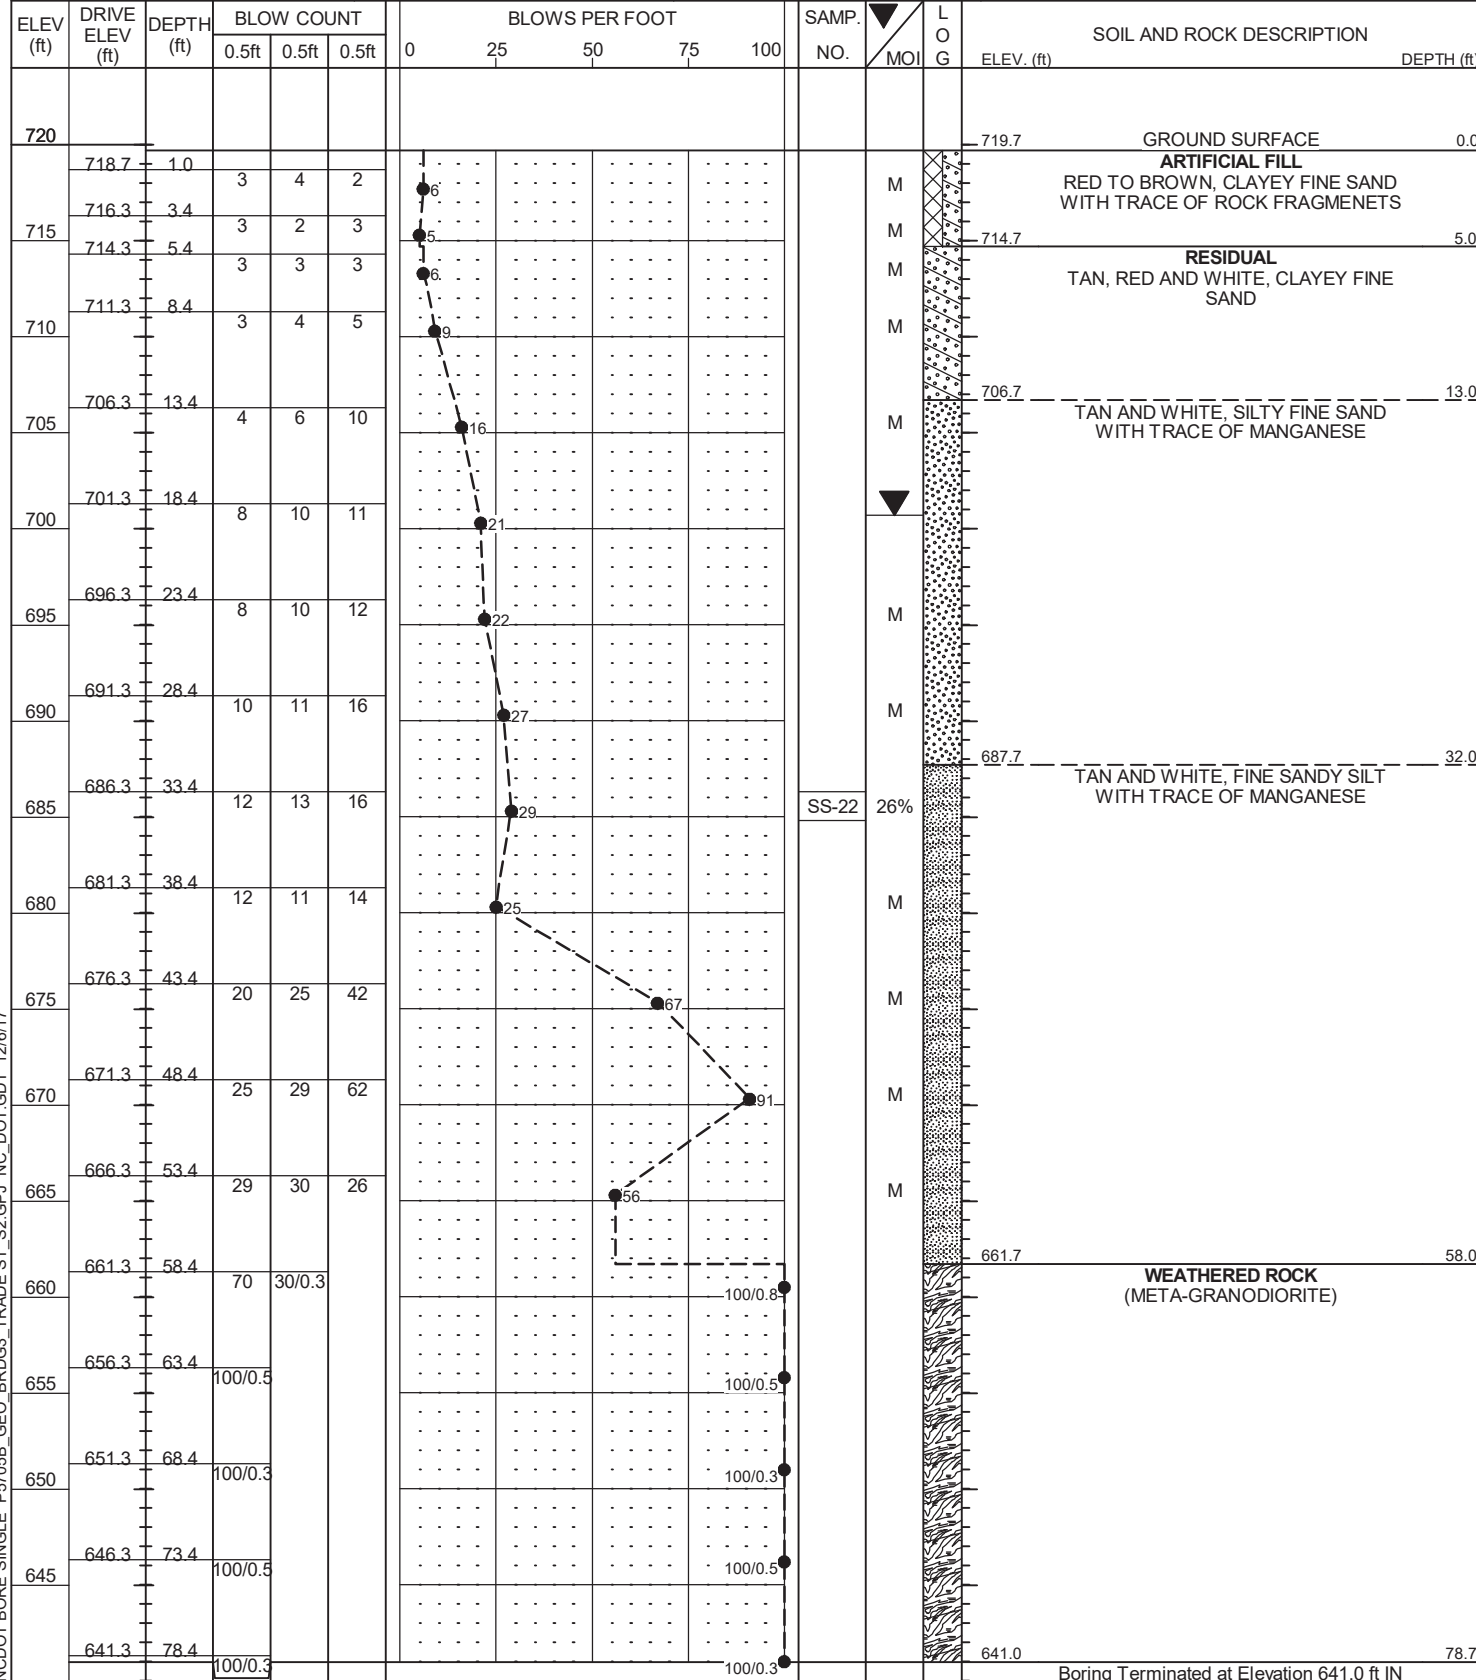 ELEV (ft) DRIVE ELEV (ft) DEPTH (ft) BLOW COUNT BLOWS PER FOOT SAMP. NO. MOI L O G SOIL AND ROCK DESCRIPTION
0.5ft 0.5ft 0.5ft 0 25 50 75 100 ELEV. (ft) DEPTH (ft)
720 719.7 GROUND SURFACE 0.0
718.7 1.0 3 4 2 6 M
ARTIFICIAL FILL
RED TO BROWN, CLAYEY FINE SAND
WITH TRACE OF ROCK FRAGMENETS
716.3 3.4 3 2 3 5 M
715 714.7 5.0
714.3 5.4 3 3 3 6 M
RESIDUAL
TAN, RED AND WHITE, CLAYEY FINE
SAND
711.3 8.4 3 4 5 9 M
710
706.7 13.0
706.3 13.4 4 6 10 16 M
TAN AND WHITE, SILTY FINE SAND
WITH TRACE OF MANGANESE
705
701.3 18.4 8 10 11 21
700
696.3 23.4 8 10 12 22 M
695
691.3 28.4 10 11 16 27 M
690
687.7 32.0
TAN AND WHITE, FINE SANDY SILT
WITH TRACE OF MANGANESE
686.3 33.4 12 13 16 29 SS-22 26%
685
681.3 38.4 12 11 14 25 M
680
676.3 43.4 20 25 42 67 M
675
671.3 48.4 25 29 62 91 M
670
666.3 53.4 29 30 26 56 M
665
661.7 58.0
661.3 58.4 70 30/0.3 100/0.8
WEATHERED ROCK
(META-GRANODIORITE)
660
656.3 63.4 100/0.5 100/0.5
655
651.3 68.4 100/0.3 100/0.3
650
646.3 73.4 100/0.5 100/0.5
645
641.3 78.4 100/0.3 100/0.3
641.0 78.7
Boring Terminated at Elevation 641.0 ft IN
NCDOT BORE SINGLE P5705B_GEO_BRDGS_TRADE ST_S2.GPJ NC_DOT.GDT 12/6/17